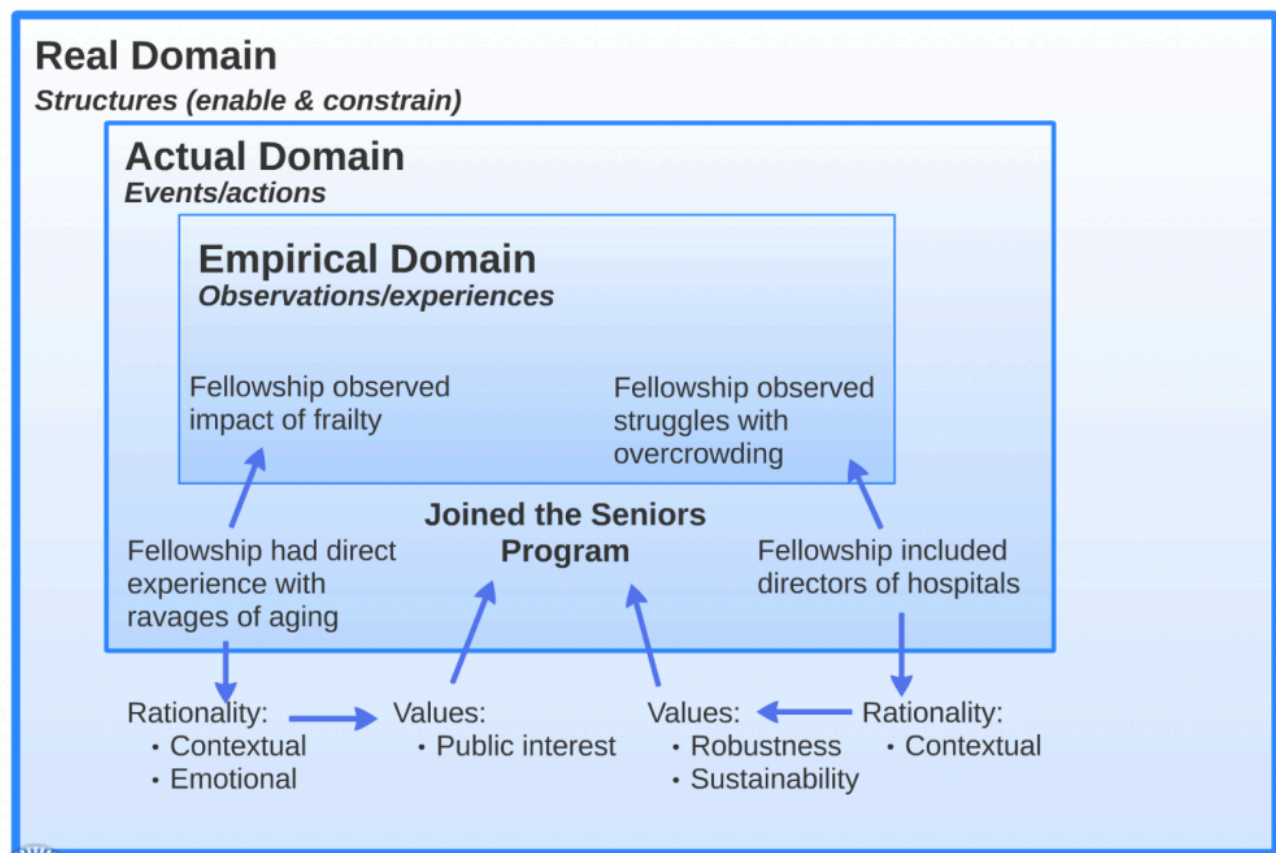 Real Domain
Structures (enable & constrain)
Actual Domain
Events/actions
Empirical Domain
Observations/experiences
Fellowship observed
impact of frailty
Fellowship observed
struggles with
overcrowding
Joined the Seniors
Program
Fellowship had direct
experience with
ravages of aging
Fellowship included
directors of hospitals
Rationality:
• Contextual
• Emotional
Values:
• Public interest
Values:
• Robustness
• Sustainability
Rationality:
• Contextual